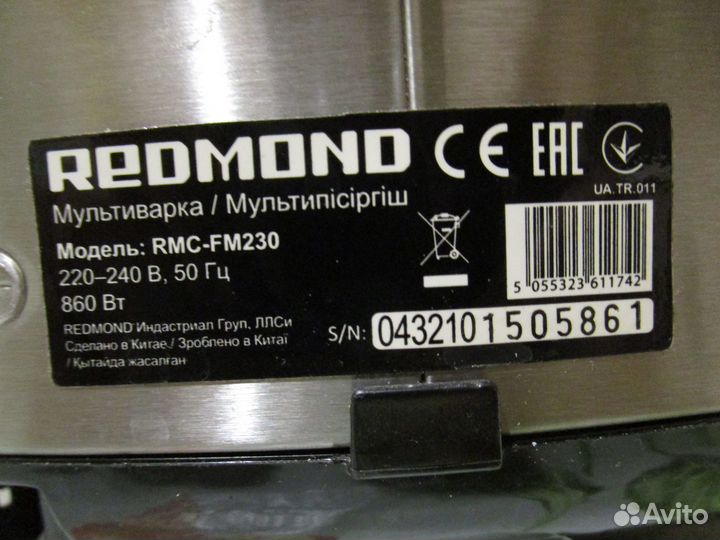 REDMOND CE EAC
UA.TR.011
Мультиварка / Мультипісіргіш
Модель: RMC-FM230
220–240 В, 50 Гц
860 Вт
5 055323 611742
REDMOND Индастриал Груп, ЛЛСи
Сделано в Китае / Зроблено в Китаї
/ Қытайда жасалған
S/N: 0432101505861
Avito